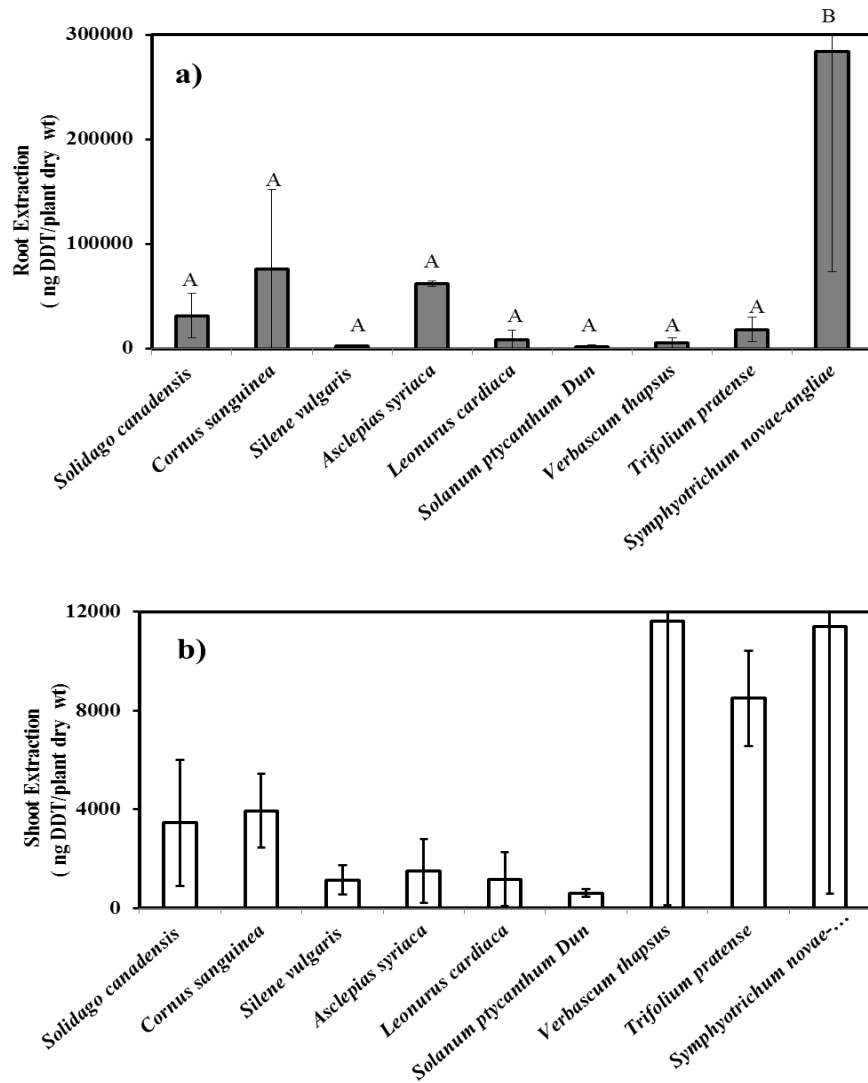 B
300000
a)
200000
A
100000
A
A
A
A
A
A
A
0
Root Extraction
( ng DDT/plant dry wt)
Solidago canadensis
Cornus sanguinea
Silene vulgaris
Asclepias syriaca
Leonurus cardiaca
Solanum ptycanthum Dun
Verbascum thapsus
Trifolium pratense
Symphyotrichum novae-angliae
12000
b)
8000
4000
0
Shoot Extraction
( ng DDT/plant dry wt)
Solidago canadensis
Cornus sanguinea
Silene vulgaris
Asclepias syriaca
Leonurus cardiaca
Solanum ptycanthum Dun
Verbascum thapsus
Trifolium pratense
Symphyotrichum novae-…